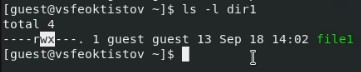 [guest@vsfeoktistov ~]$ ls -l dir1
total 4
----rwx---. 1 guest guest 13 Sep 18 14:02 file1
[guest@vsfeoktistov ~]$